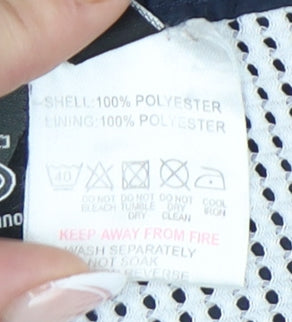 SHELL:100% POLYESTER
LINING:100% POLYESTER
40
DO NOT BLEACH
DO NOT TUMBLE DRY
DO NOT DRY CLEAN
COOL IRON
KEEP AWAY FROM FIRE
WASH SEPARATELY
NOT SOAK
REVERSE